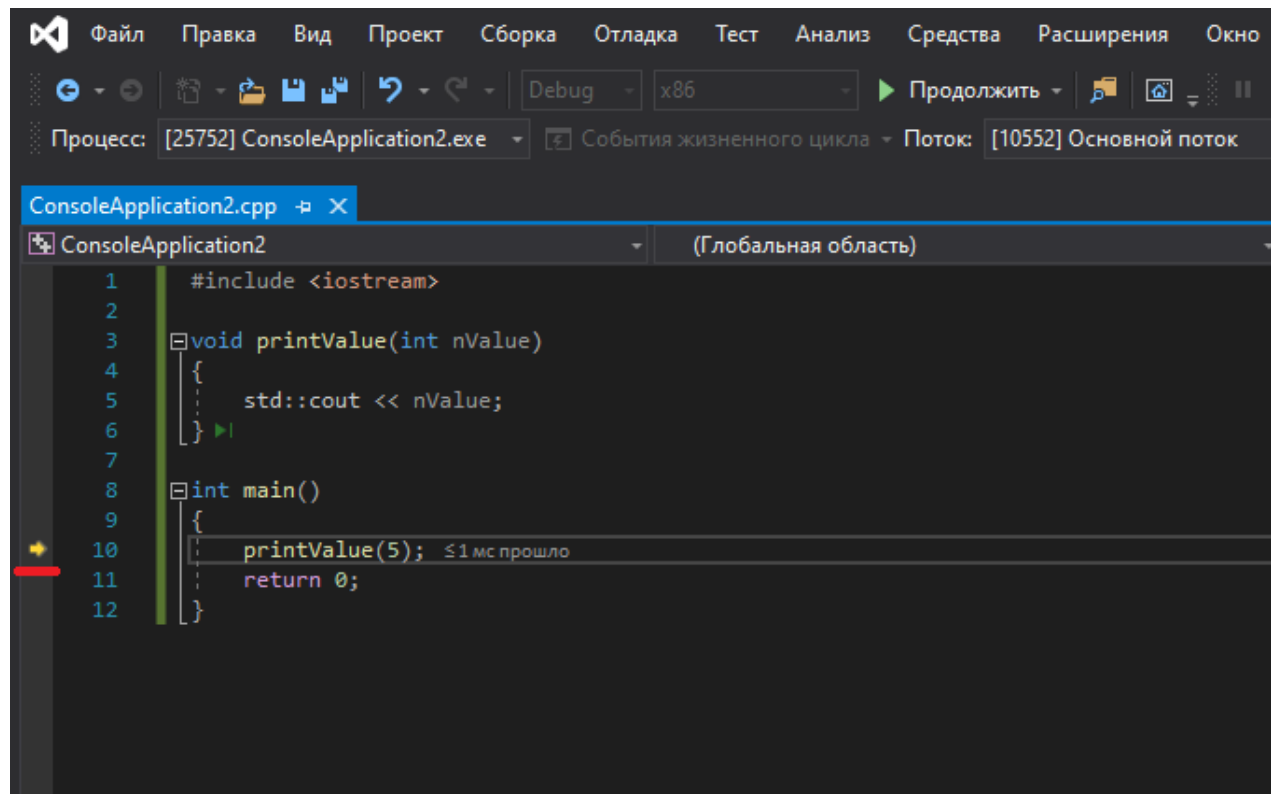 Файл Правка Вид Проект Сборка Отладка Тест Анализ Средства Расширения Окно
Debug x86 Продолжить
Процесс: [25752] ConsoleApplication2.exe События жизненного цикла Поток: [10552] Основной поток
ConsoleApplication2.cpp
ConsoleApplication2 (Глобальная область)
1 #include <iostream>
2
3 void printValue(int nValue)
4 {
5 std::cout << nValue;
6 }
7
8 int main()
9 {
10 printValue(5); ≤1 мс прошло
11 return 0;
12 }